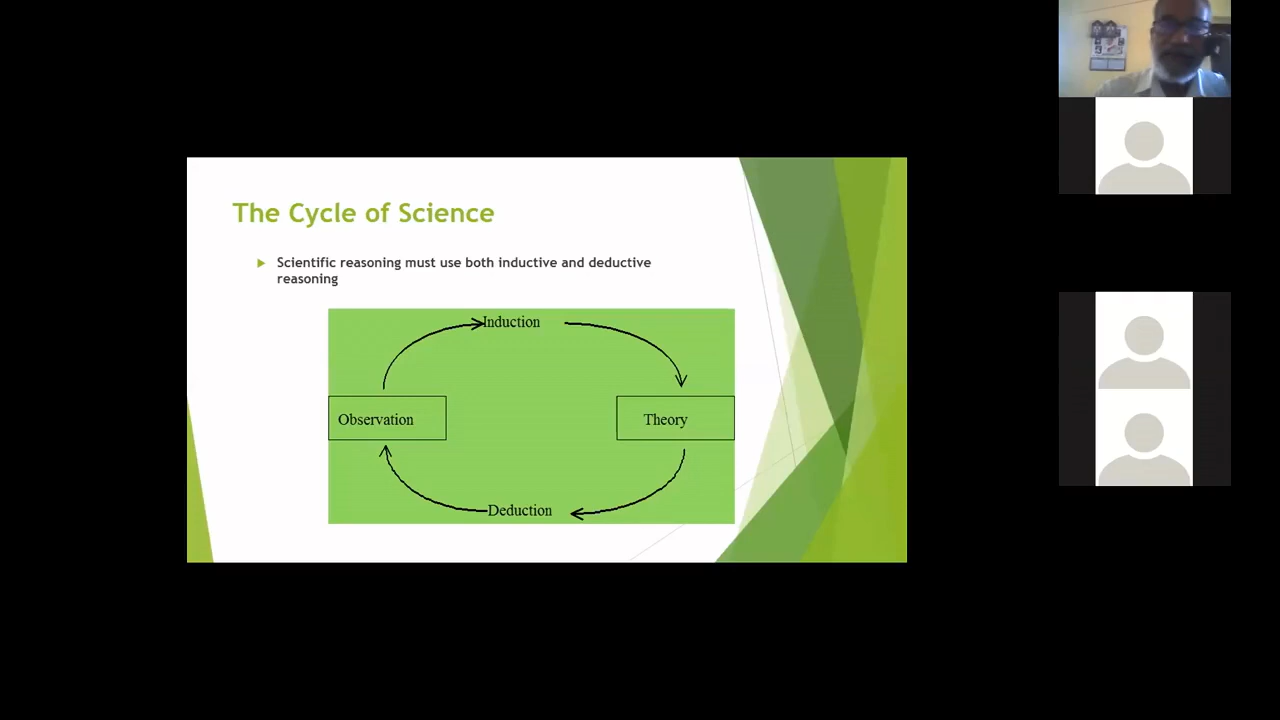 The Cycle of Science
Scientific reasoning must use both inductive and deductive
reasoning
Induction
Observation
Theory
Deduction